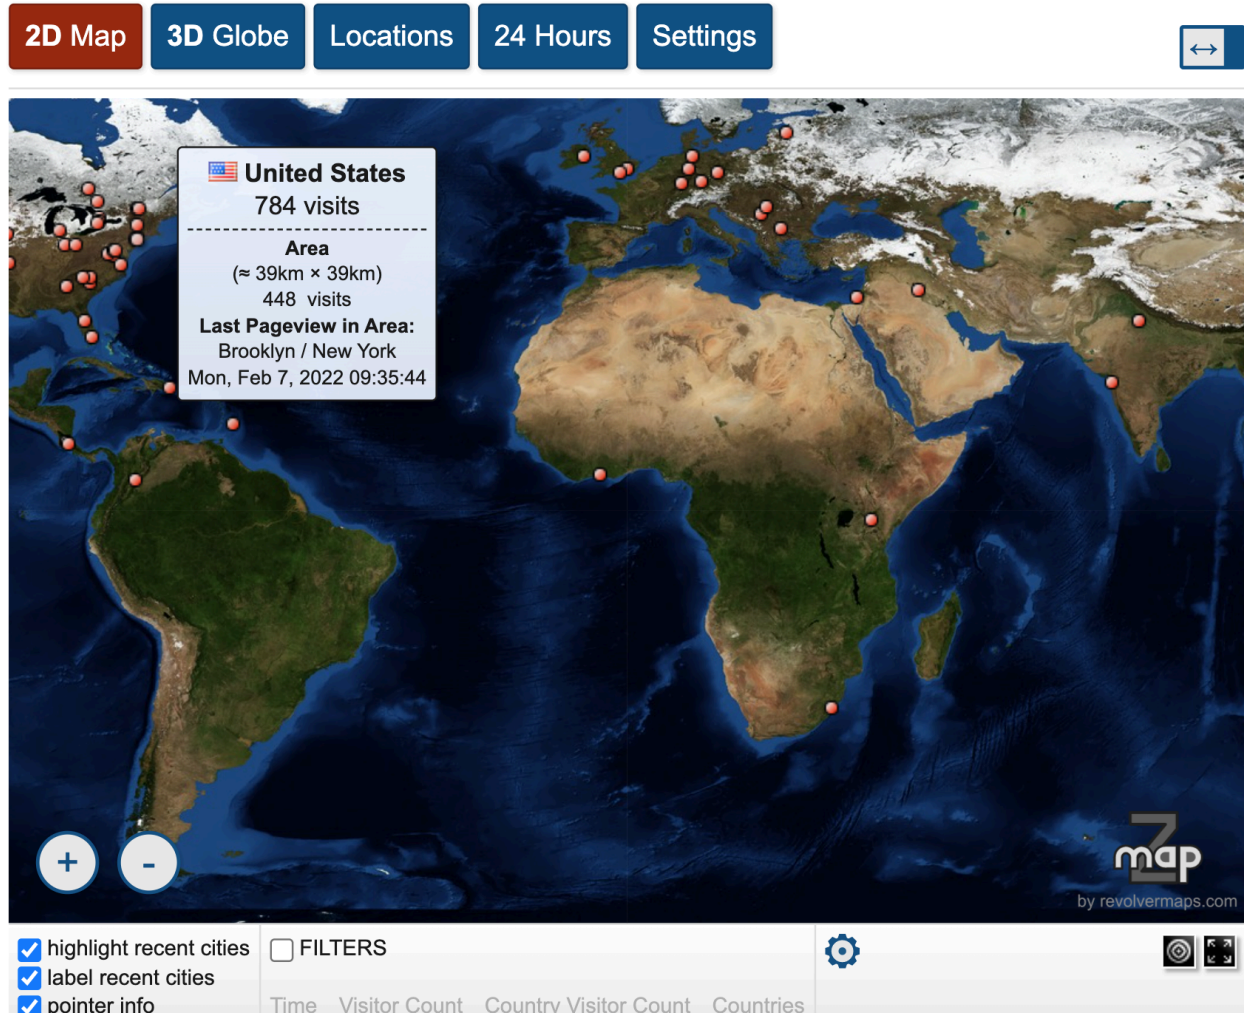 2D Map
3D Globe
Locations
24 Hours
Settings
United States
784 visits
Area
(≈ 39km × 39km)
448 visits
Last Pageview in Area:
Brooklyn / New York
Mon, Feb 7, 2022 09:35:44
+
-
Z
map
by revolvermaps.com
highlight recent cities
label recent cities
pointer info
FILTERS
Time Visitor Count Country Visitor Count Countries